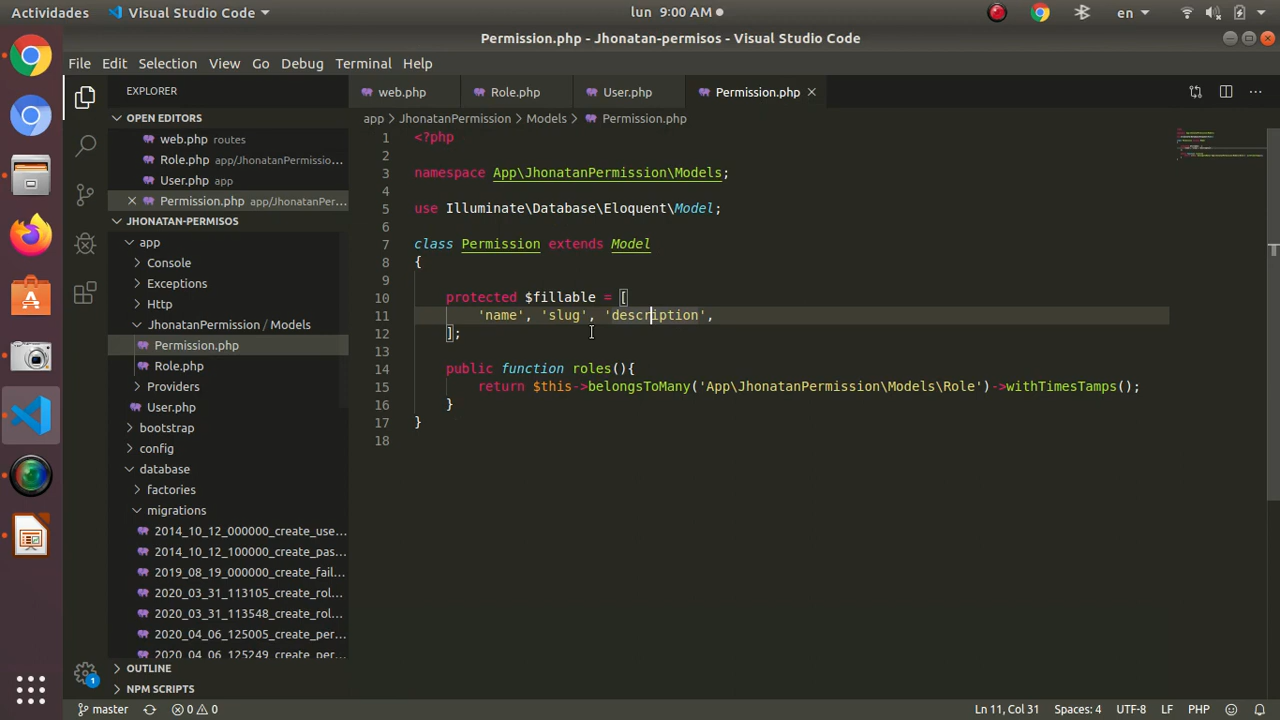 Actividades
Visual Studio Code
lun 9:00 AM
en
Permission.php - Jhonatan-permisos - Visual Studio Code
File Edit Selection View Go Debug Terminal Help
EXPLORER
OPEN EDITORS
web.php routes
Role.php app/JhonatanPermissio...
User.php app
Permission.php app/JhonatanPer...
JHONATAN-PERMISOS
app
Console
Exceptions
Http
JhonatanPermission / Models
Permission.php
Role.php
Providers
User.php
bootstrap
config
database
factories
migrations
2014_10_12_000000_create_use...
2014_10_12_100000_create_pas...
2019_08_19_000000_create_fail...
2020_03_31_113105_create_rol...
2020_03_31_113548_create_rol...
2020_04_06_125005_create_per...
2020_04_06_125249_create_per...
OUTLINE
NPM SCRIPTS
web.php
Role.php
User.php
Permission.php
app > JhonatanPermission > Models > Permission.php
1 <?php
2
3 namespace App\JhonatanPermission\Models;
4
5 use Illuminate\Database\Eloquent\Model;
6
7 class Permission extends Model
8 {
9
10 protected $fillable = [
11 'name', 'slug', 'description',
12 ];
13
14 public function roles(){
15 return $this->belongsToMany('App\JhonatanPermission\Models\Role')->withTimesTamps();
16 }
17 }
18
1
master
0 0
Ln 11, Col 31
Spaces: 4
UTF-8
LF
PHP